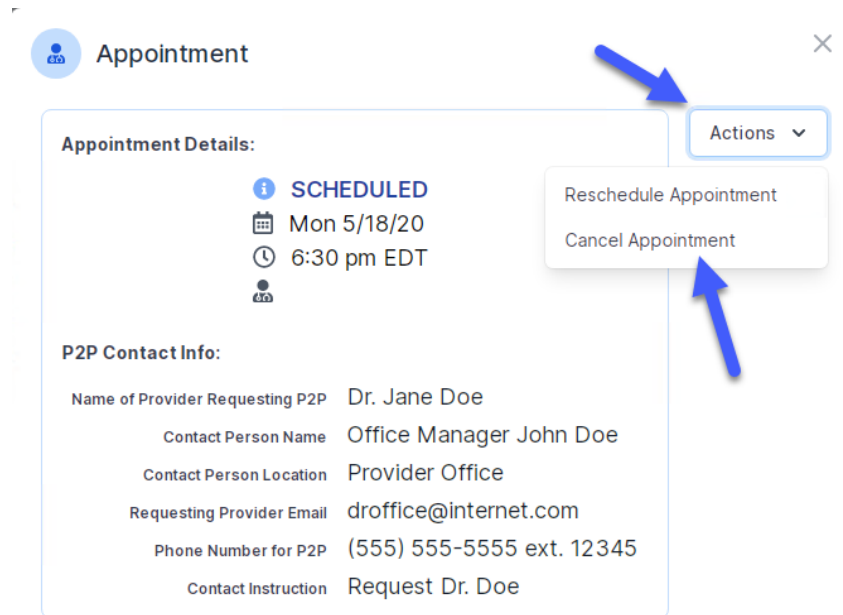 Appointment
Actions
Appointment Details:
SCHEDULED
Reschedule Appointment
Mon 5/18/20
Cancel Appointment
6:30 pm EDT
P2P Contact Info:
Name of Provider Requesting P2P Dr. Jane Doe
Contact Person Name Office Manager John Doe
Contact Person Location Provider Office
Requesting Provider Email droffice@internet.com
Phone Number for P2P (555) 555-5555 ext. 12345
Contact Instruction Request Dr. Doe